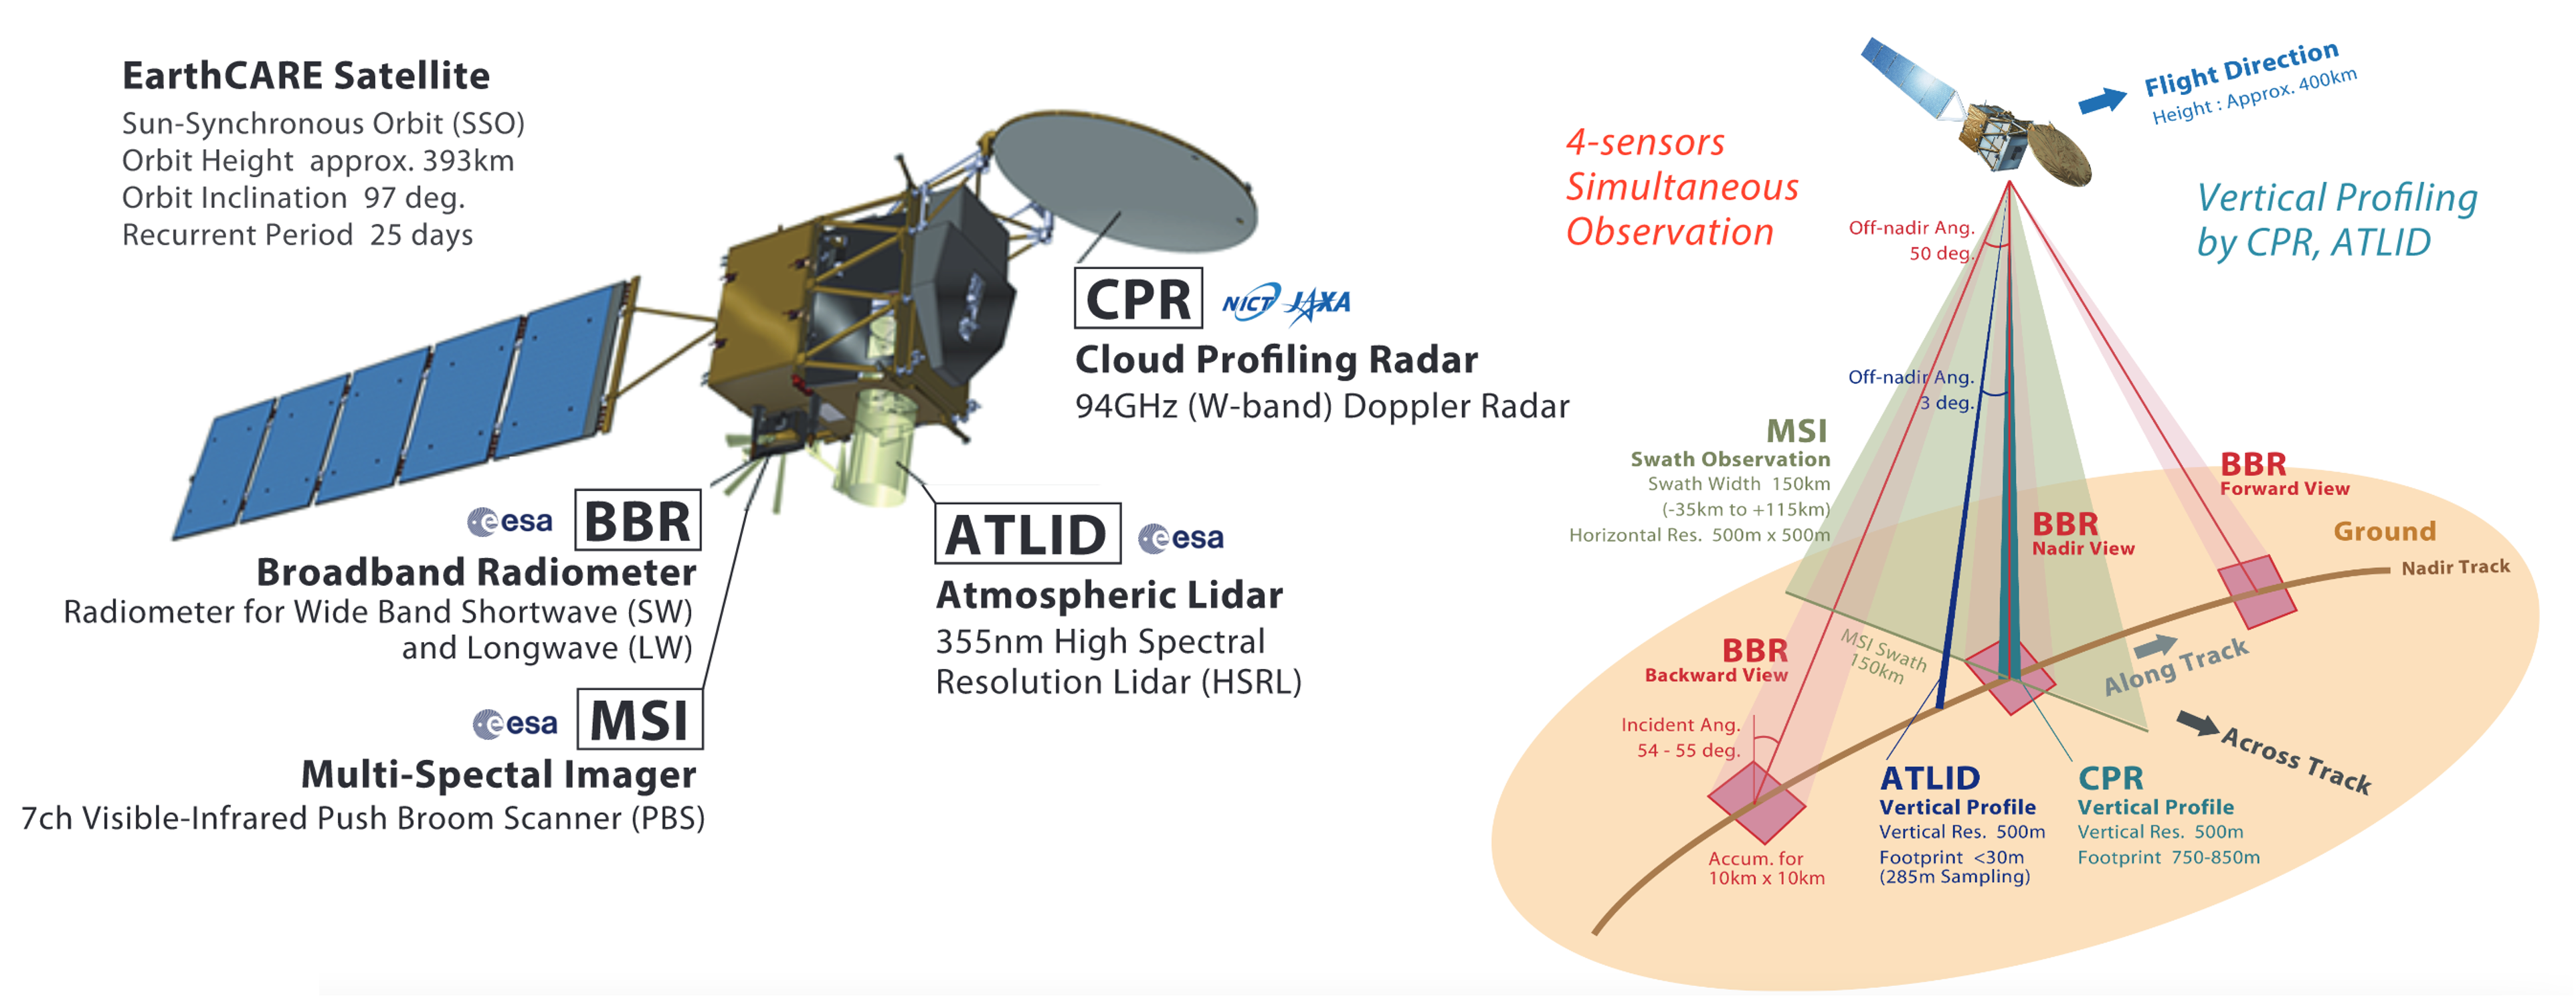 EarthCARE Satellite
Sun-Synchronous Orbit (SSO)
Orbit Height approx. 393km
Orbit Inclination 97 deg.
Recurrent Period 25 days
CPR NICT JAXA
Cloud Profiling Radar
94GHz (W-band) Doppler Radar
esa BBR
Broadband Radiometer
Radiometer for Wide Band Shortwave (SW)
and Longwave (LW)
ATLID esa
Atmospheric Lidar
355nm High Spectral
Resolution Lidar (HSRL)
esa MSI
Multi-Spectal Imager
7ch Visible-Infrared Push Broom Scanner (PBS)
4-sensors
Simultaneous
Observation
Flight Direction
Height : Approx. 400km
Vertical Profiling
by CPR, ATLID
Off-nadir Ang.
50 deg.
Off-nadir Ang.
3 deg.
MSI
Swath Observation
Swath Width 150km
(-35km to +115km)
Horizontal Res. 500m x 500m
BBR
Forward View
BBR
Nadir View
Ground
Nadir Track
MSI Swath
150km
BBR
Backward View
Along Track
Across Track
Incident Ang.
54 - 55 deg.
Accum. for
10km x 10km
ATLID
Vertical Profile
Vertical Res. 500m
Footprint <30m
(285m Sampling)
CPR
Vertical Profile
Vertical Res. 500m
Footprint 750-850m